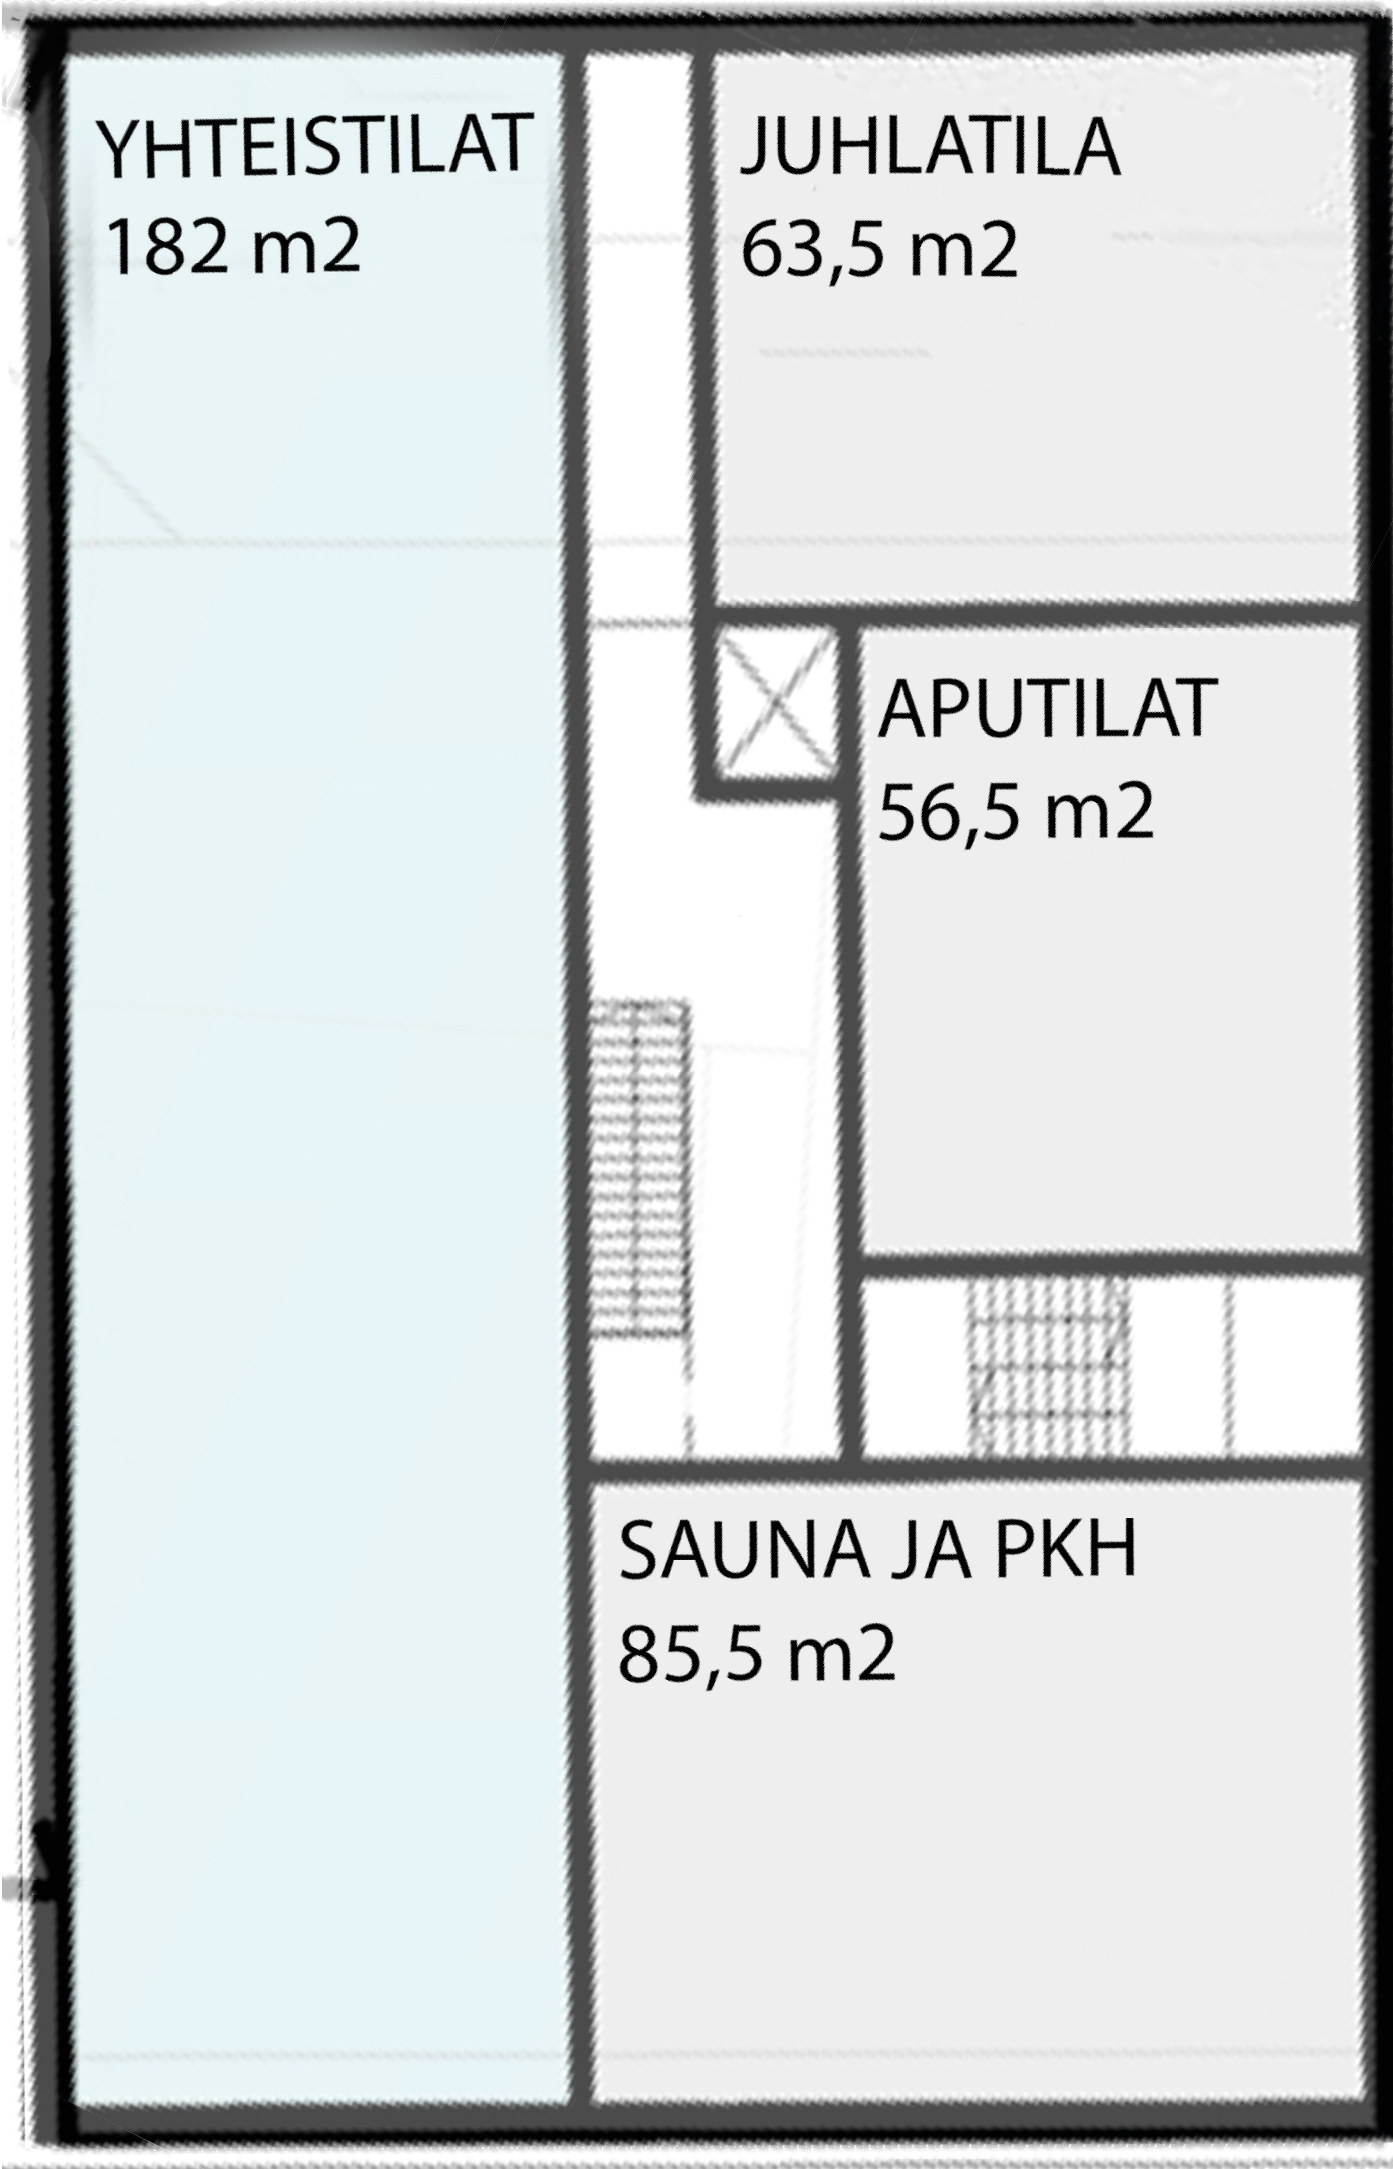 YHTEISTILAT
182 m2
JUHLATILA
63,5 m2
APUTILAT
56,5 m2
SAUNA JA PKH
85,5 m2